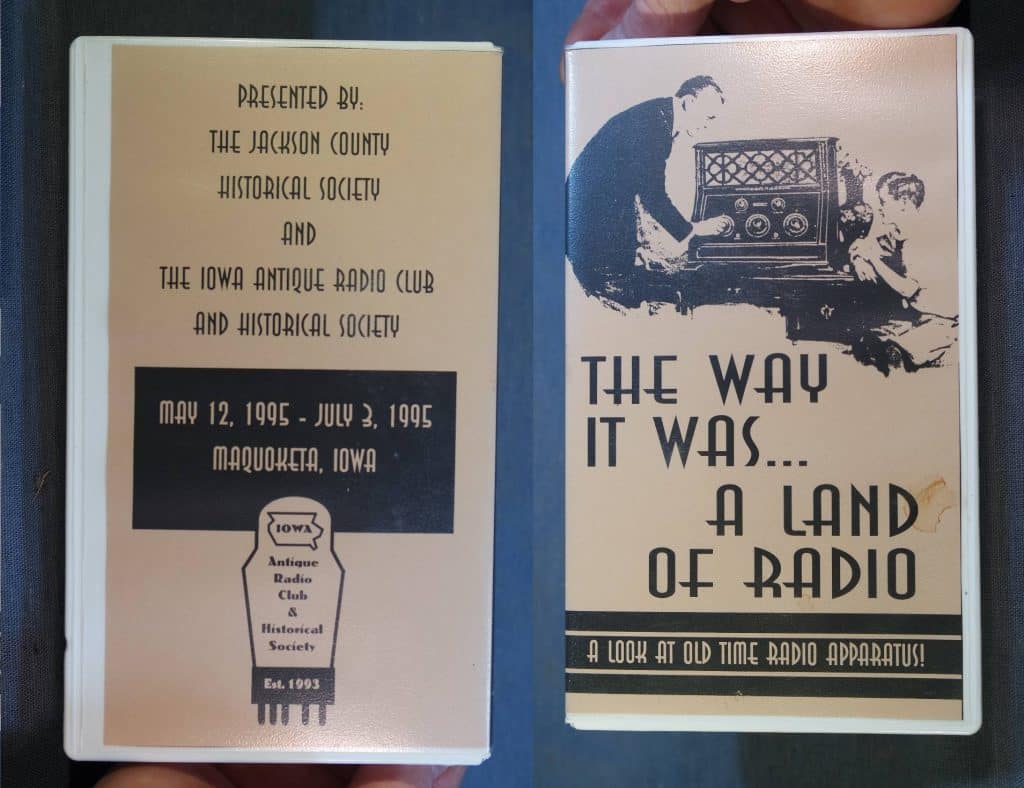 PRESENTED BY:
THE JACKSON COUNTY
HISTORICAL SOCIETY
AND
THE IOWA ANTIQUE RADIO CLUB
AND HISTORICAL SOCIETY
MAY 12, 1995 - JULY 3, 1995
MAQUOKETA, IOWA
IOWA
Antique
Radio
Club
&
Historical
Society
Est. 1993
THE WAY
IT WAS...
A LAND
OF RADIO
A LOOK AT OLD TIME RADIO APPARATUS!